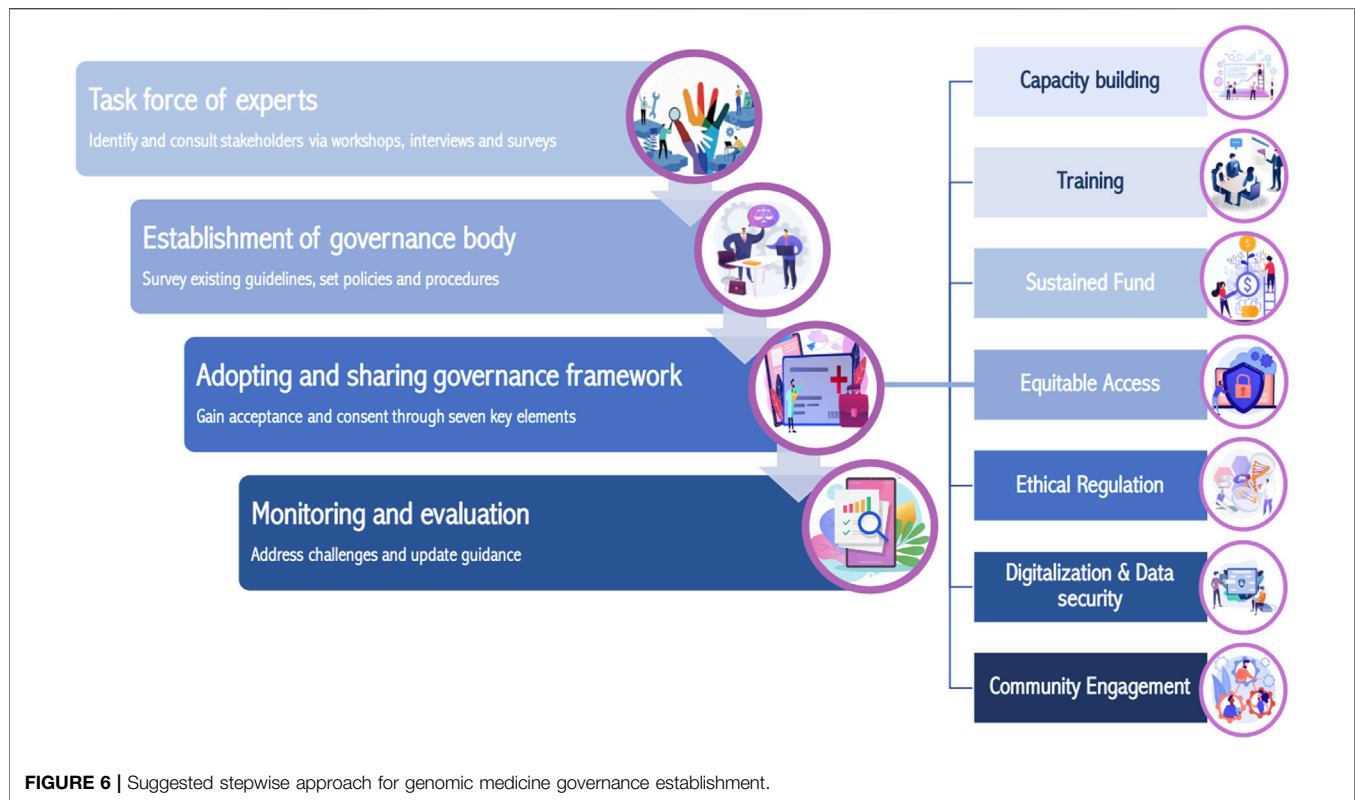 Task force of experts
Identify and consult stakeholders via workshops, interviews and surveys
Establishment of governance body
Survey existing guidelines, set policies and procedures
Adopting and sharing governance framework
Gain acceptance and consent through seven key elements
Monitoring and evaluation
Address challenges and update guidance
Capacity building
Training
Sustained Fund
Equitable Access
Ethical Regulation
Digitalization & Data
security
Community Engagement
FIGURE 6 | Suggested stepwise approach for genomic medicine governance establishment.